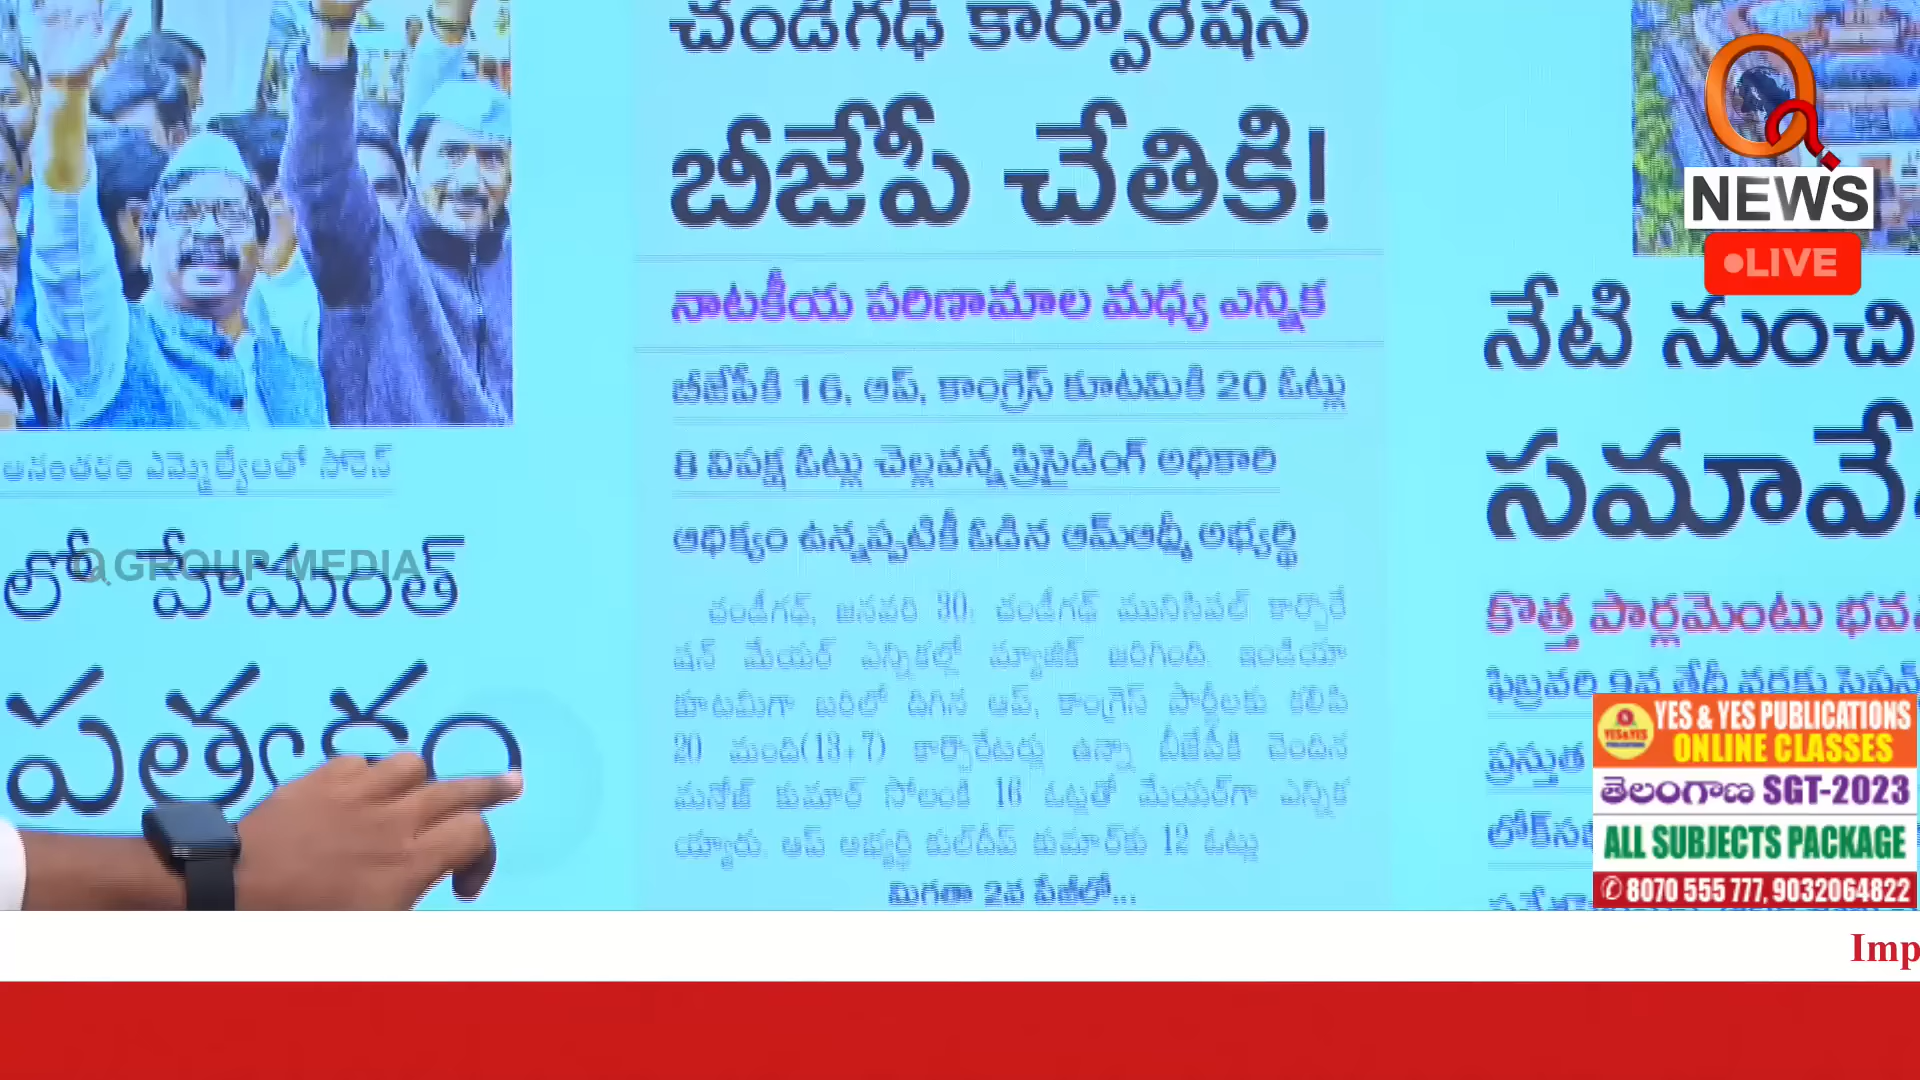 చండీగఢ్ కార్పొరేషన్
బీజేపీ చేతికి!
నాటకీయ పరిణామాల మధ్య ఎన్నిక
బీజేపీకి 16, ఆప్, కాంగ్రెస్ కూటమికి 20 ఓట్లు
8 విపక్ష ఓట్లు చెల్లవన్న ప్రిసైడింగ్ అధికారి
ఆధిక్యం ఉన్నప్పటికీ ఓడిన ఆమ్ఆద్మీ అభ్యర్థి
చండీగఢ్, జనవరి 30: చండీగఢ్ మునిసిపల్ కార్పొరే
షన్ మేయర్ ఎన్నికల్లో మ్యాజిక్ జరిగింది. ఇండియా
కూటమిగా బరిలో దిగిన ఆప్, కాంగ్రెస్ పార్టీలకు కలిపి
20 మంది(13+7) కార్పొరేటర్లు ఉన్నా బీజేపీకి చెందిన
మనోజ్ కుమార్ సోలంకి 16 ఓట్లతో మేయర్‌గా ఎన్నిక
య్యారు. ఆప్ అభ్యర్థి కుల్‌దీప్ కుమార్‌కు 12 ఓట్లు
మిగతా 2వ పేజీలో...
అనంతరం ఎమ్మెల్యేలతో సోరెన్
లో హేమంత్
Q GROUP MEDIA
పత్యక్షం
Q
NEWS
LIVE
నేటి నుంచి
సమావే
కొత్త పార్లమెంటు భవ
ఫిబ్రవరి 9వ తేదీ వరకు సెషన్
ప్రస్తుత
లోక్‌స
YES & YES PUBLICATIONS
ONLINE CLASSES
తెలంగాణ SGT-2023
ALL SUBJECTS PACKAGE
8070 555 777, 9032064822
Imp